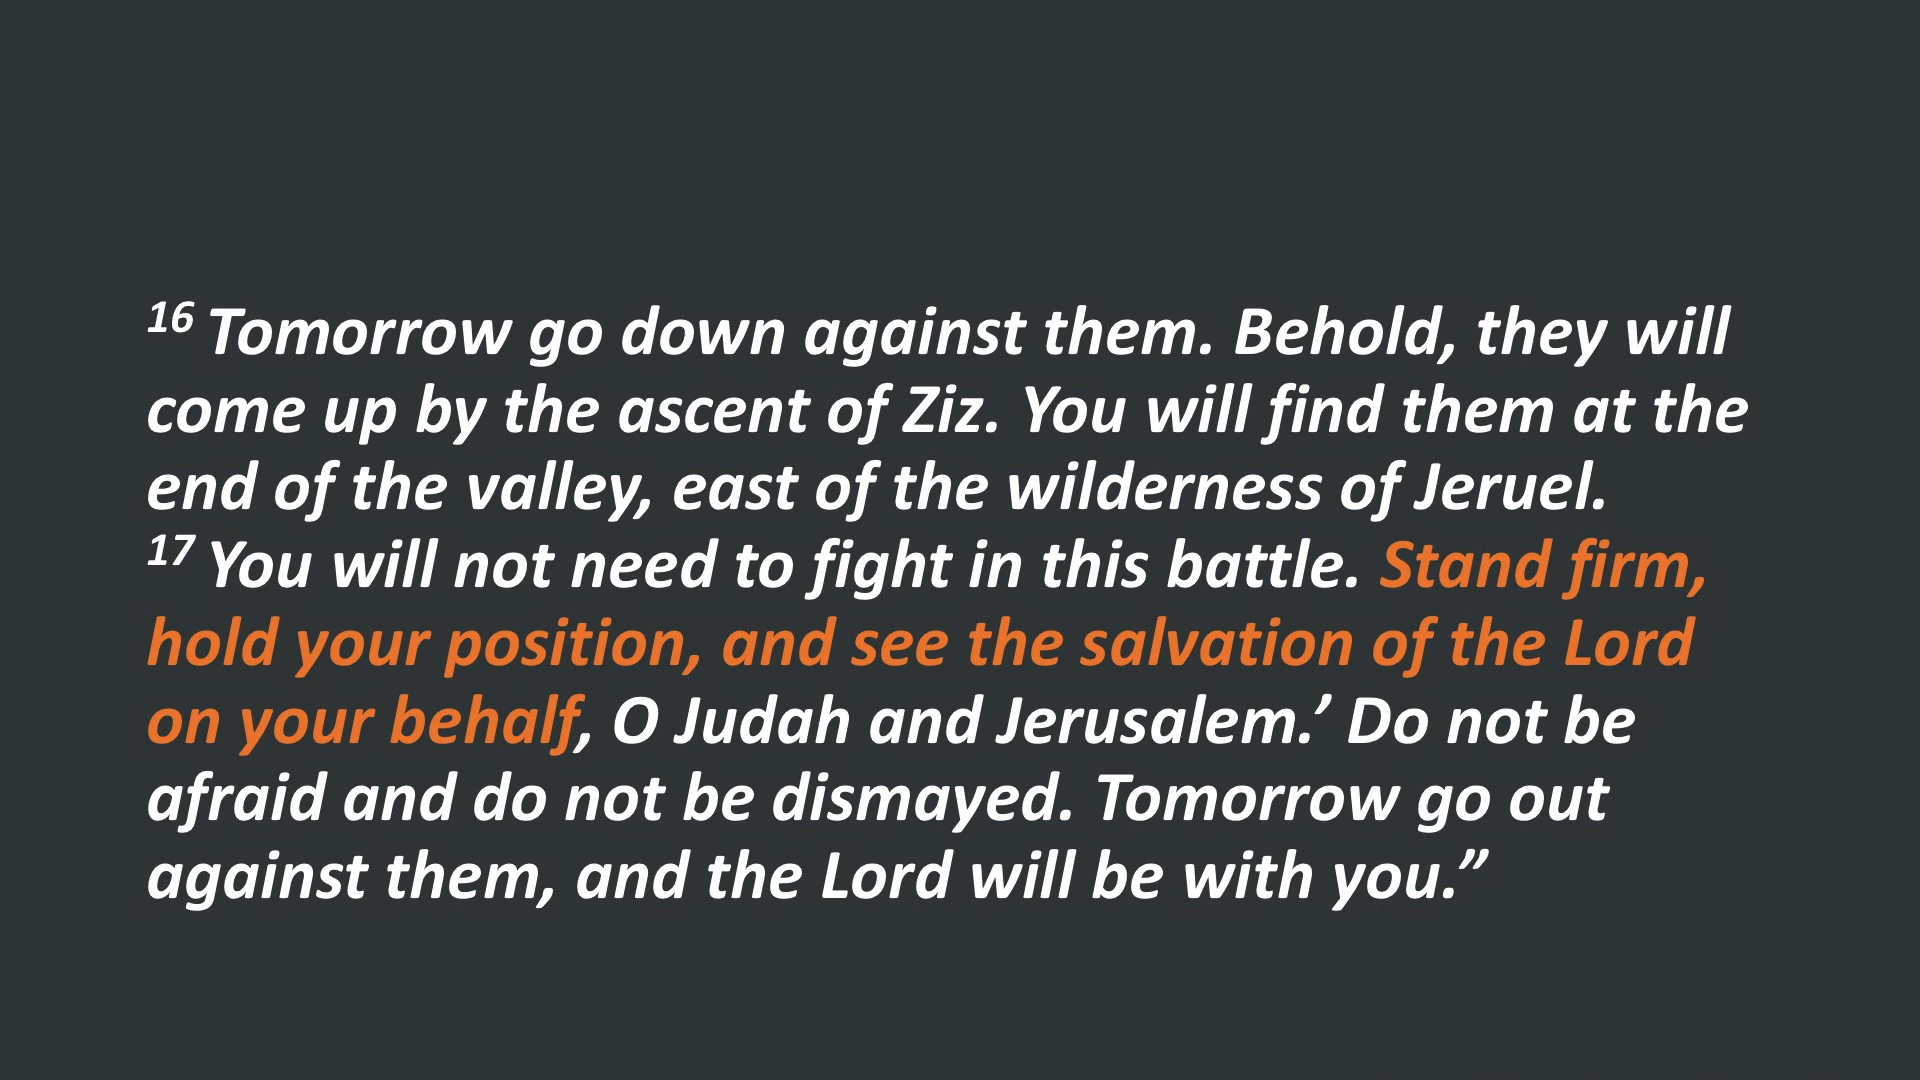 16 Tomorrow go down against them. Behold, they will
come up by the ascent of Ziz. You will find them at the
end of the valley, east of the wilderness of Jeruel.
17 You will not need to fight in this battle. Stand firm,
hold your position, and see the salvation of the Lord
on your behalf, O Judah and Jerusalem.’ Do not be
afraid and do not be dismayed. Tomorrow go out
against them, and the Lord will be with you.”